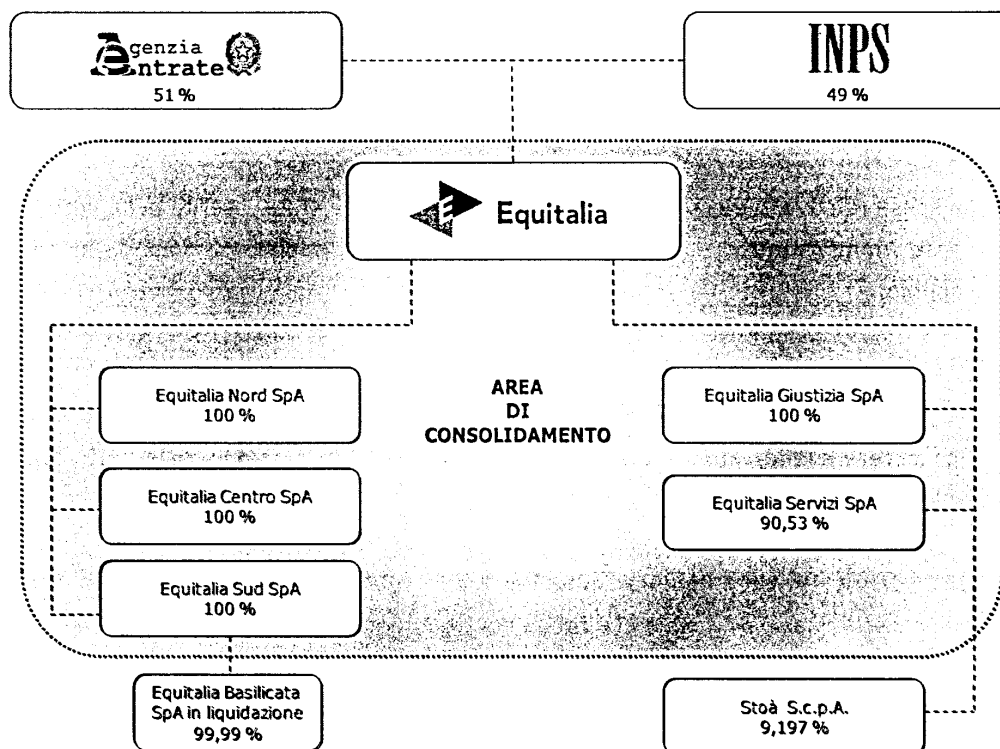 Agenzia
entrate
51 %
INPS
49 %
Equitalia
Equitalia Nord SpA
100 %
Equitalia Centro SpA
100 %
Equitalia Sud SpA
100 %
Equitalia Basilicata
SpA in liquidazione
99,99 %
AREA
DI
CONSOLIDAMENTO
Equitalia Giustizia SpA
100 %
Equitalia Servizi SpA
90,53 %
Stoà S.c.p.A.
9,197 %